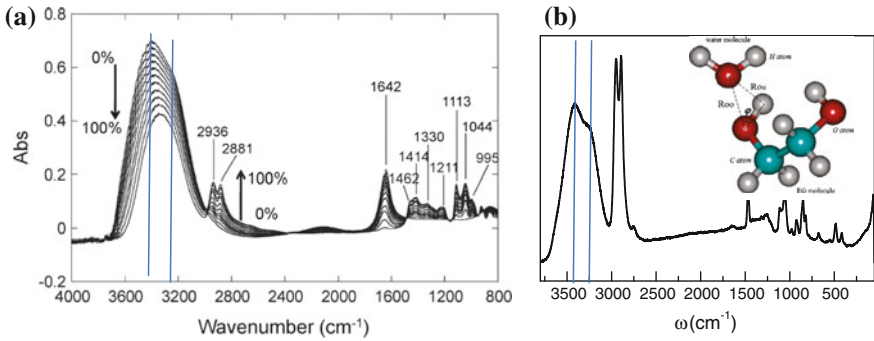 (a)
0.8
0.6
0.4
0.2
0
-0.2
Abs
0%
100%
2936
2881
100%
0%
1642
1414
1462
1330
1211
1113
1044
995
4000 3600 3200 2800 2400 2000 1600 1200 800
Wavenumber (cm⁻¹)
(b)
water molecule
H atom
R_OH
R_OO
φ
O atom
C atom
EG molecule
3500 3000 2500 2000 1500 1000 500
ω(cm⁻¹)